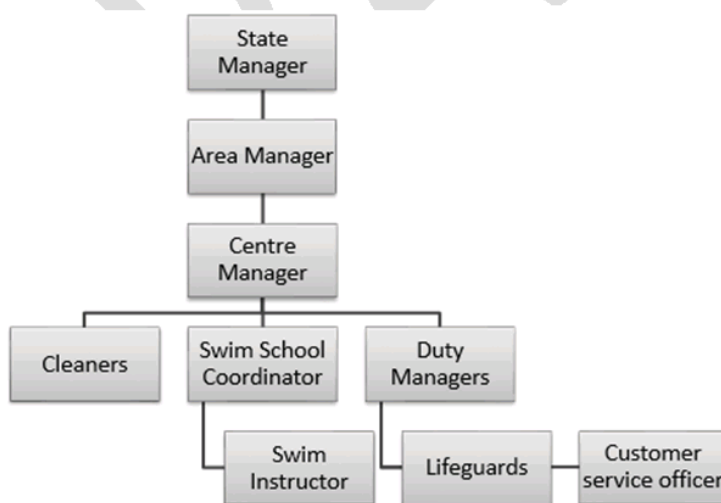 State
Manager
Area Manager
Centre
Manager
Cleaners
Swim School
Coordinator
Duty
Managers
Swim
Instructor
Lifeguards
Customer
service officer